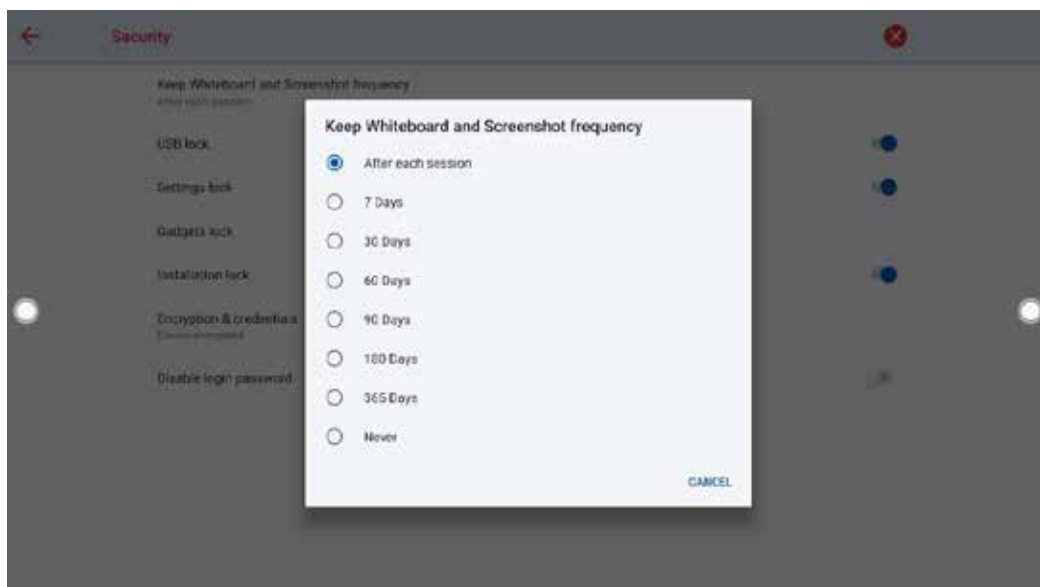 Security
Keep Whiteboard and Screenshot frequency
After each session
USB lock
Settings lock
Gadgets lock
Installation lock
Encryption & credentials
Disable login password
Keep Whiteboard and Screenshot frequency
After each session
7 Days
30 Days
60 Days
90 Days
180 Days
365 Days
Never
CANCEL